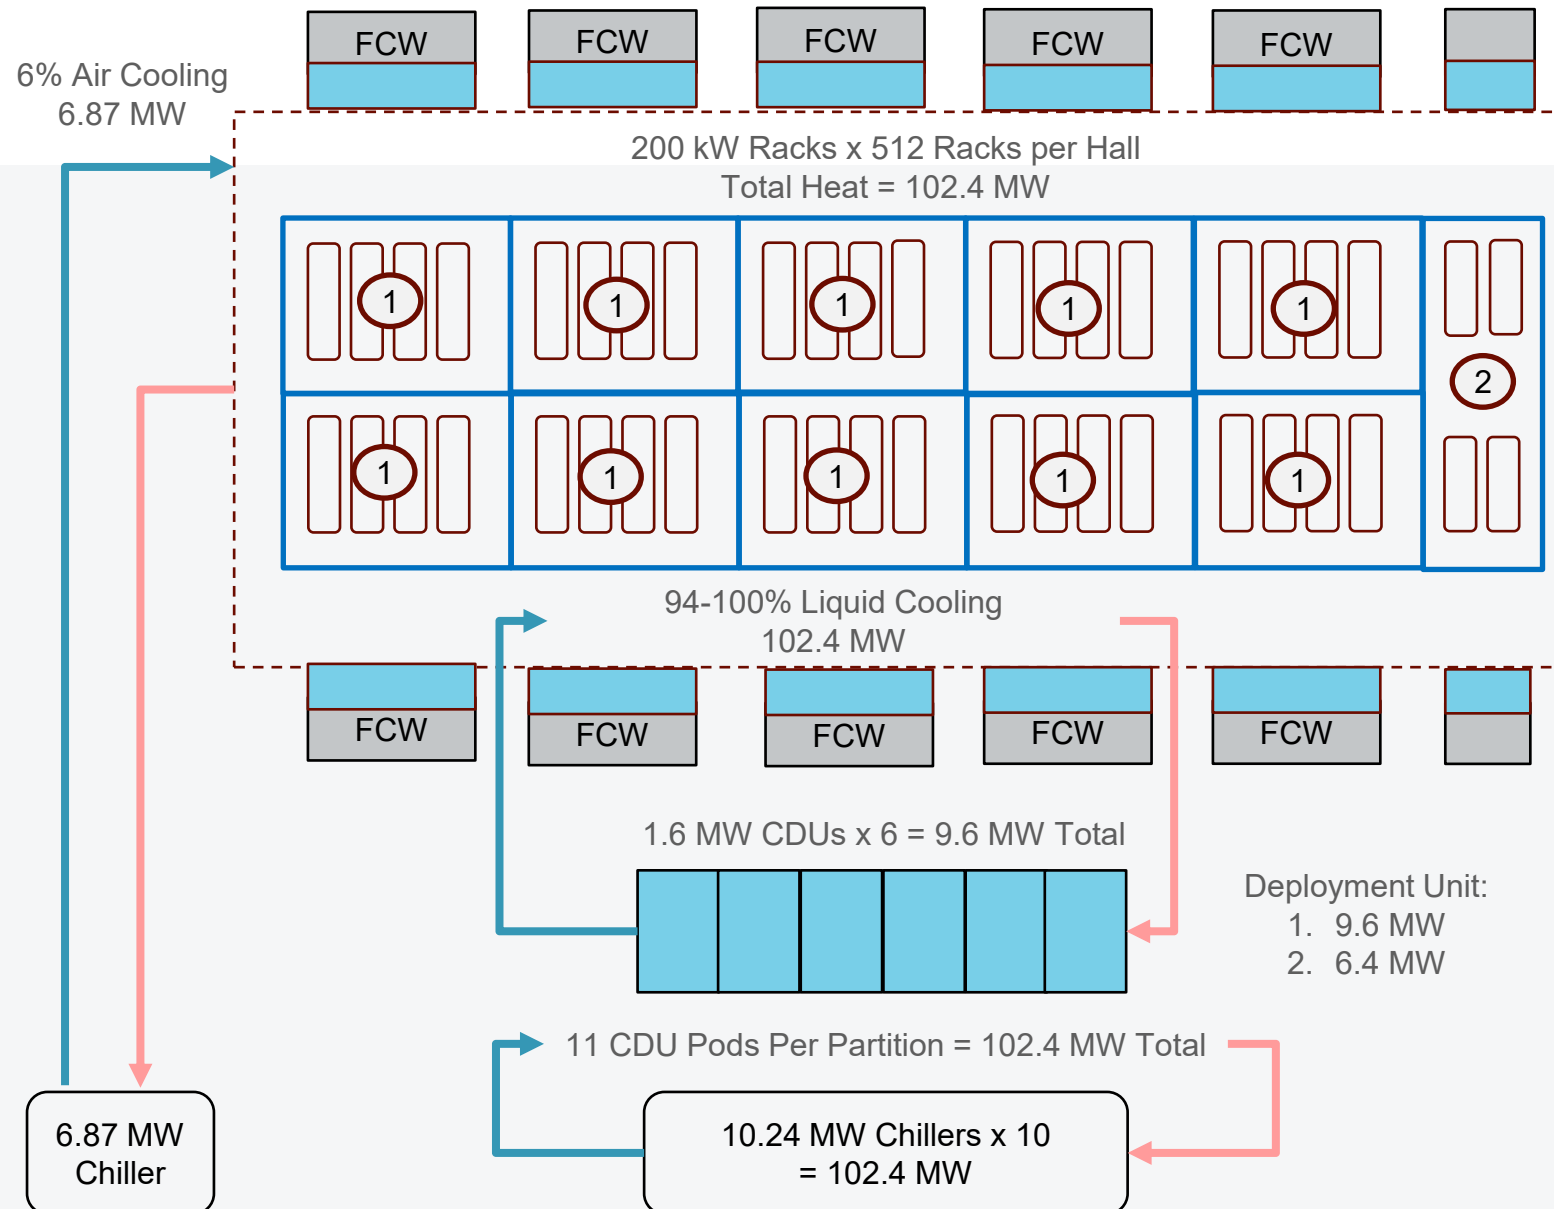 FCW
FCW
FCW
FCW
FCW
6% Air Cooling
6.87 MW
200 kW Racks x 512 Racks per Hall
Total Heat = 102.4 MW
1
1
1
1
1
2
1
1
1
1
1
94-100% Liquid Cooling
102.4 MW
FCW
FCW
FCW
FCW
FCW
1.6 MW CDUs x 6 = 9.6 MW Total
Deployment Unit:
1. 9.6 MW
2. 6.4 MW
11 CDU Pods Per Partition = 102.4 MW Total
6.87 MW
Chiller
10.24 MW Chillers x 10
= 102.4 MW